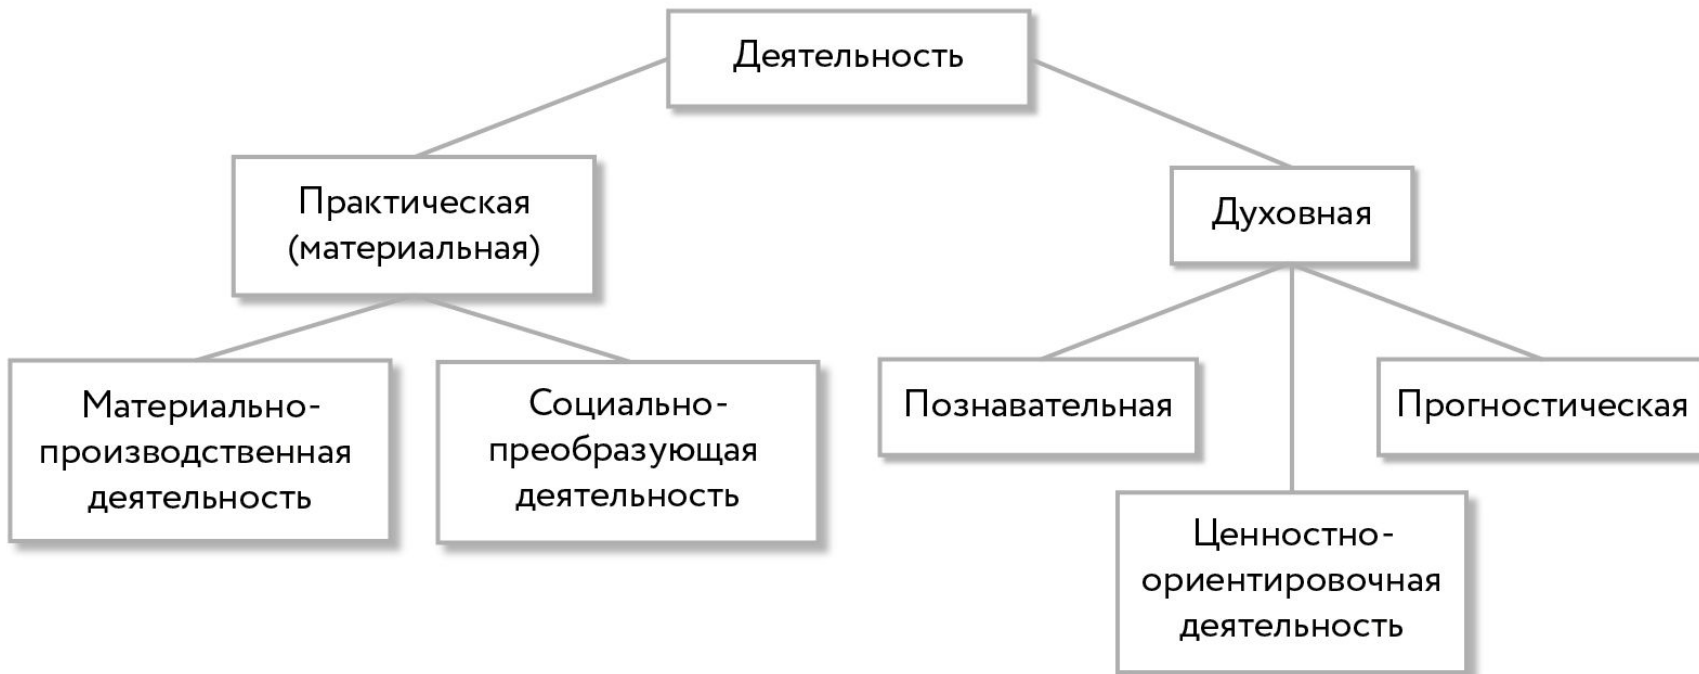 Деятельность
Практическая
(материальная)
Духовная
Материально-
производственная
деятельность
Социально-
преобразующая
деятельность
Познавательная
Прогностическая
Ценностно-
ориентировочная
деятельность